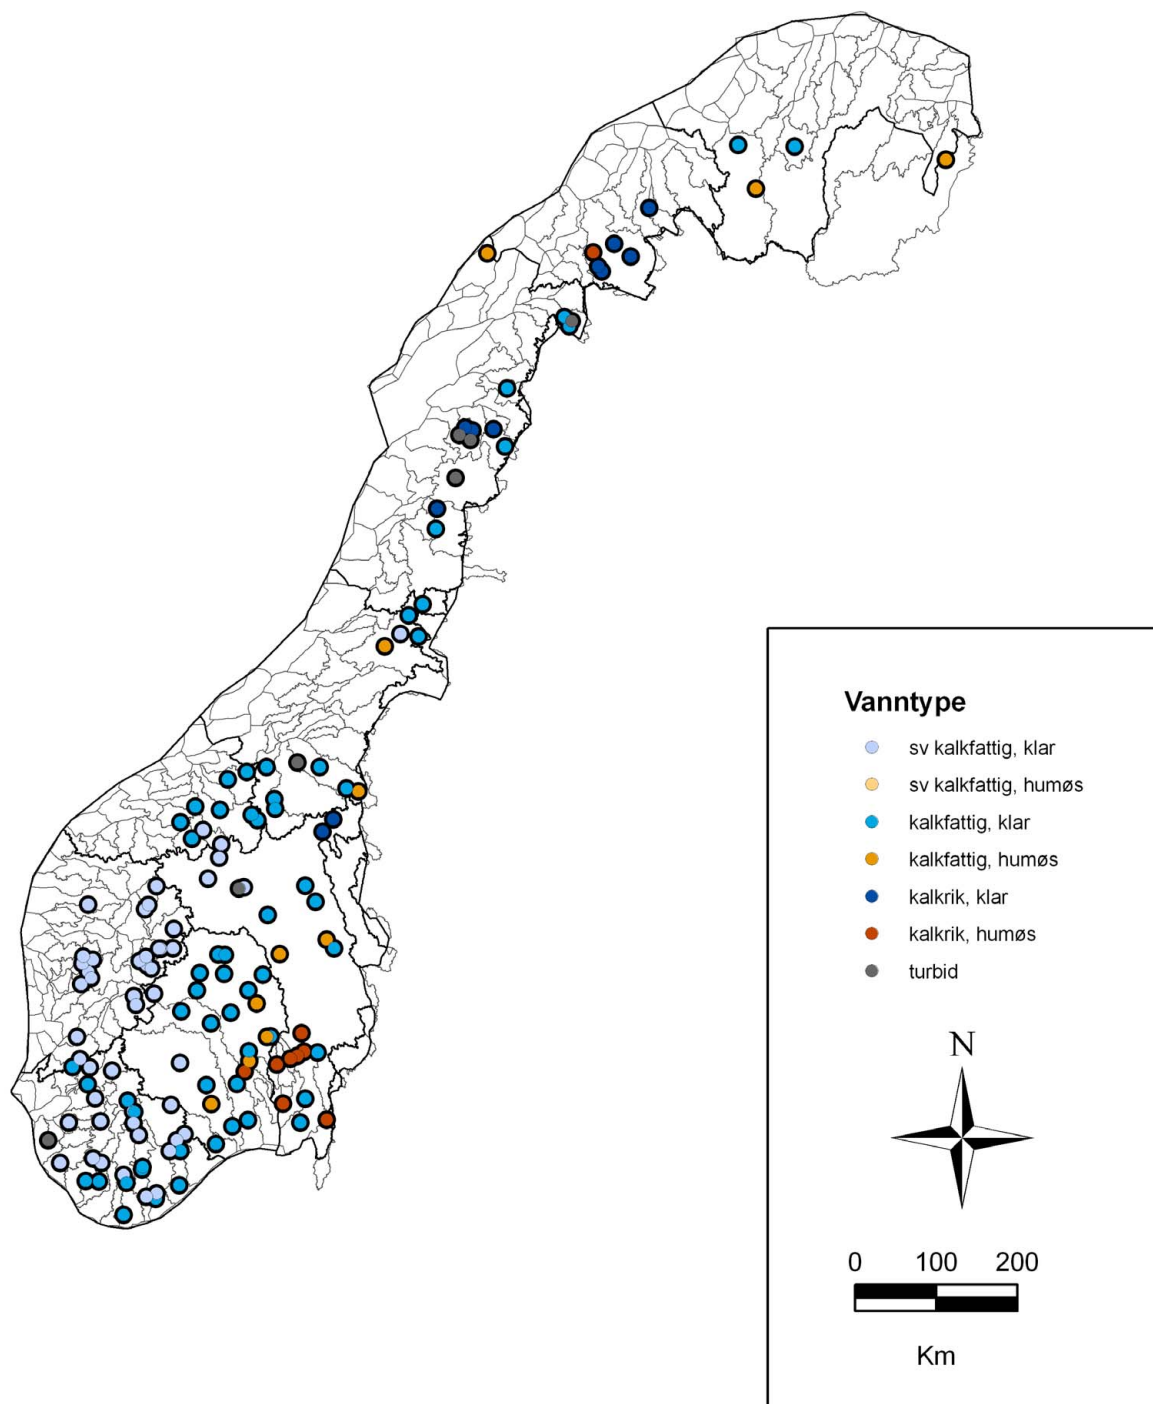 Vanntype
sv kalkfattig, klar
sv kalkfattig, humøs
kalkfattig, klar
kalkfattig, humøs
kalkrik, klar
kalkrik, humøs
turbid
N
0 100 200
Km